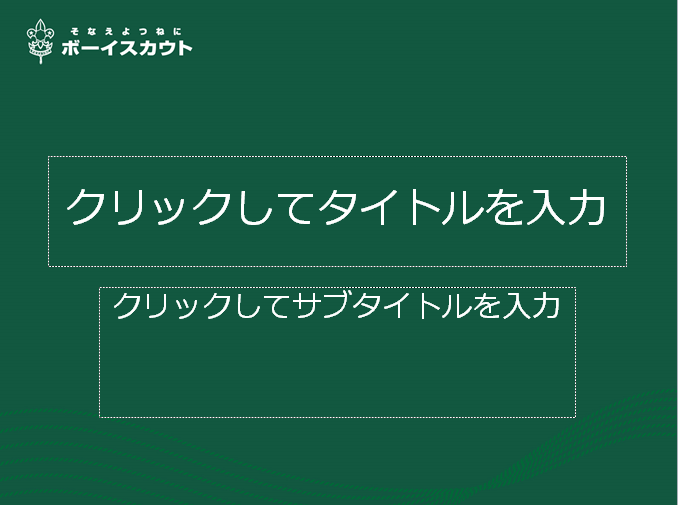 そなえよつねに
ボーイスカウト
クリックしてタイトルを入力
クリックしてサブタイトルを入力